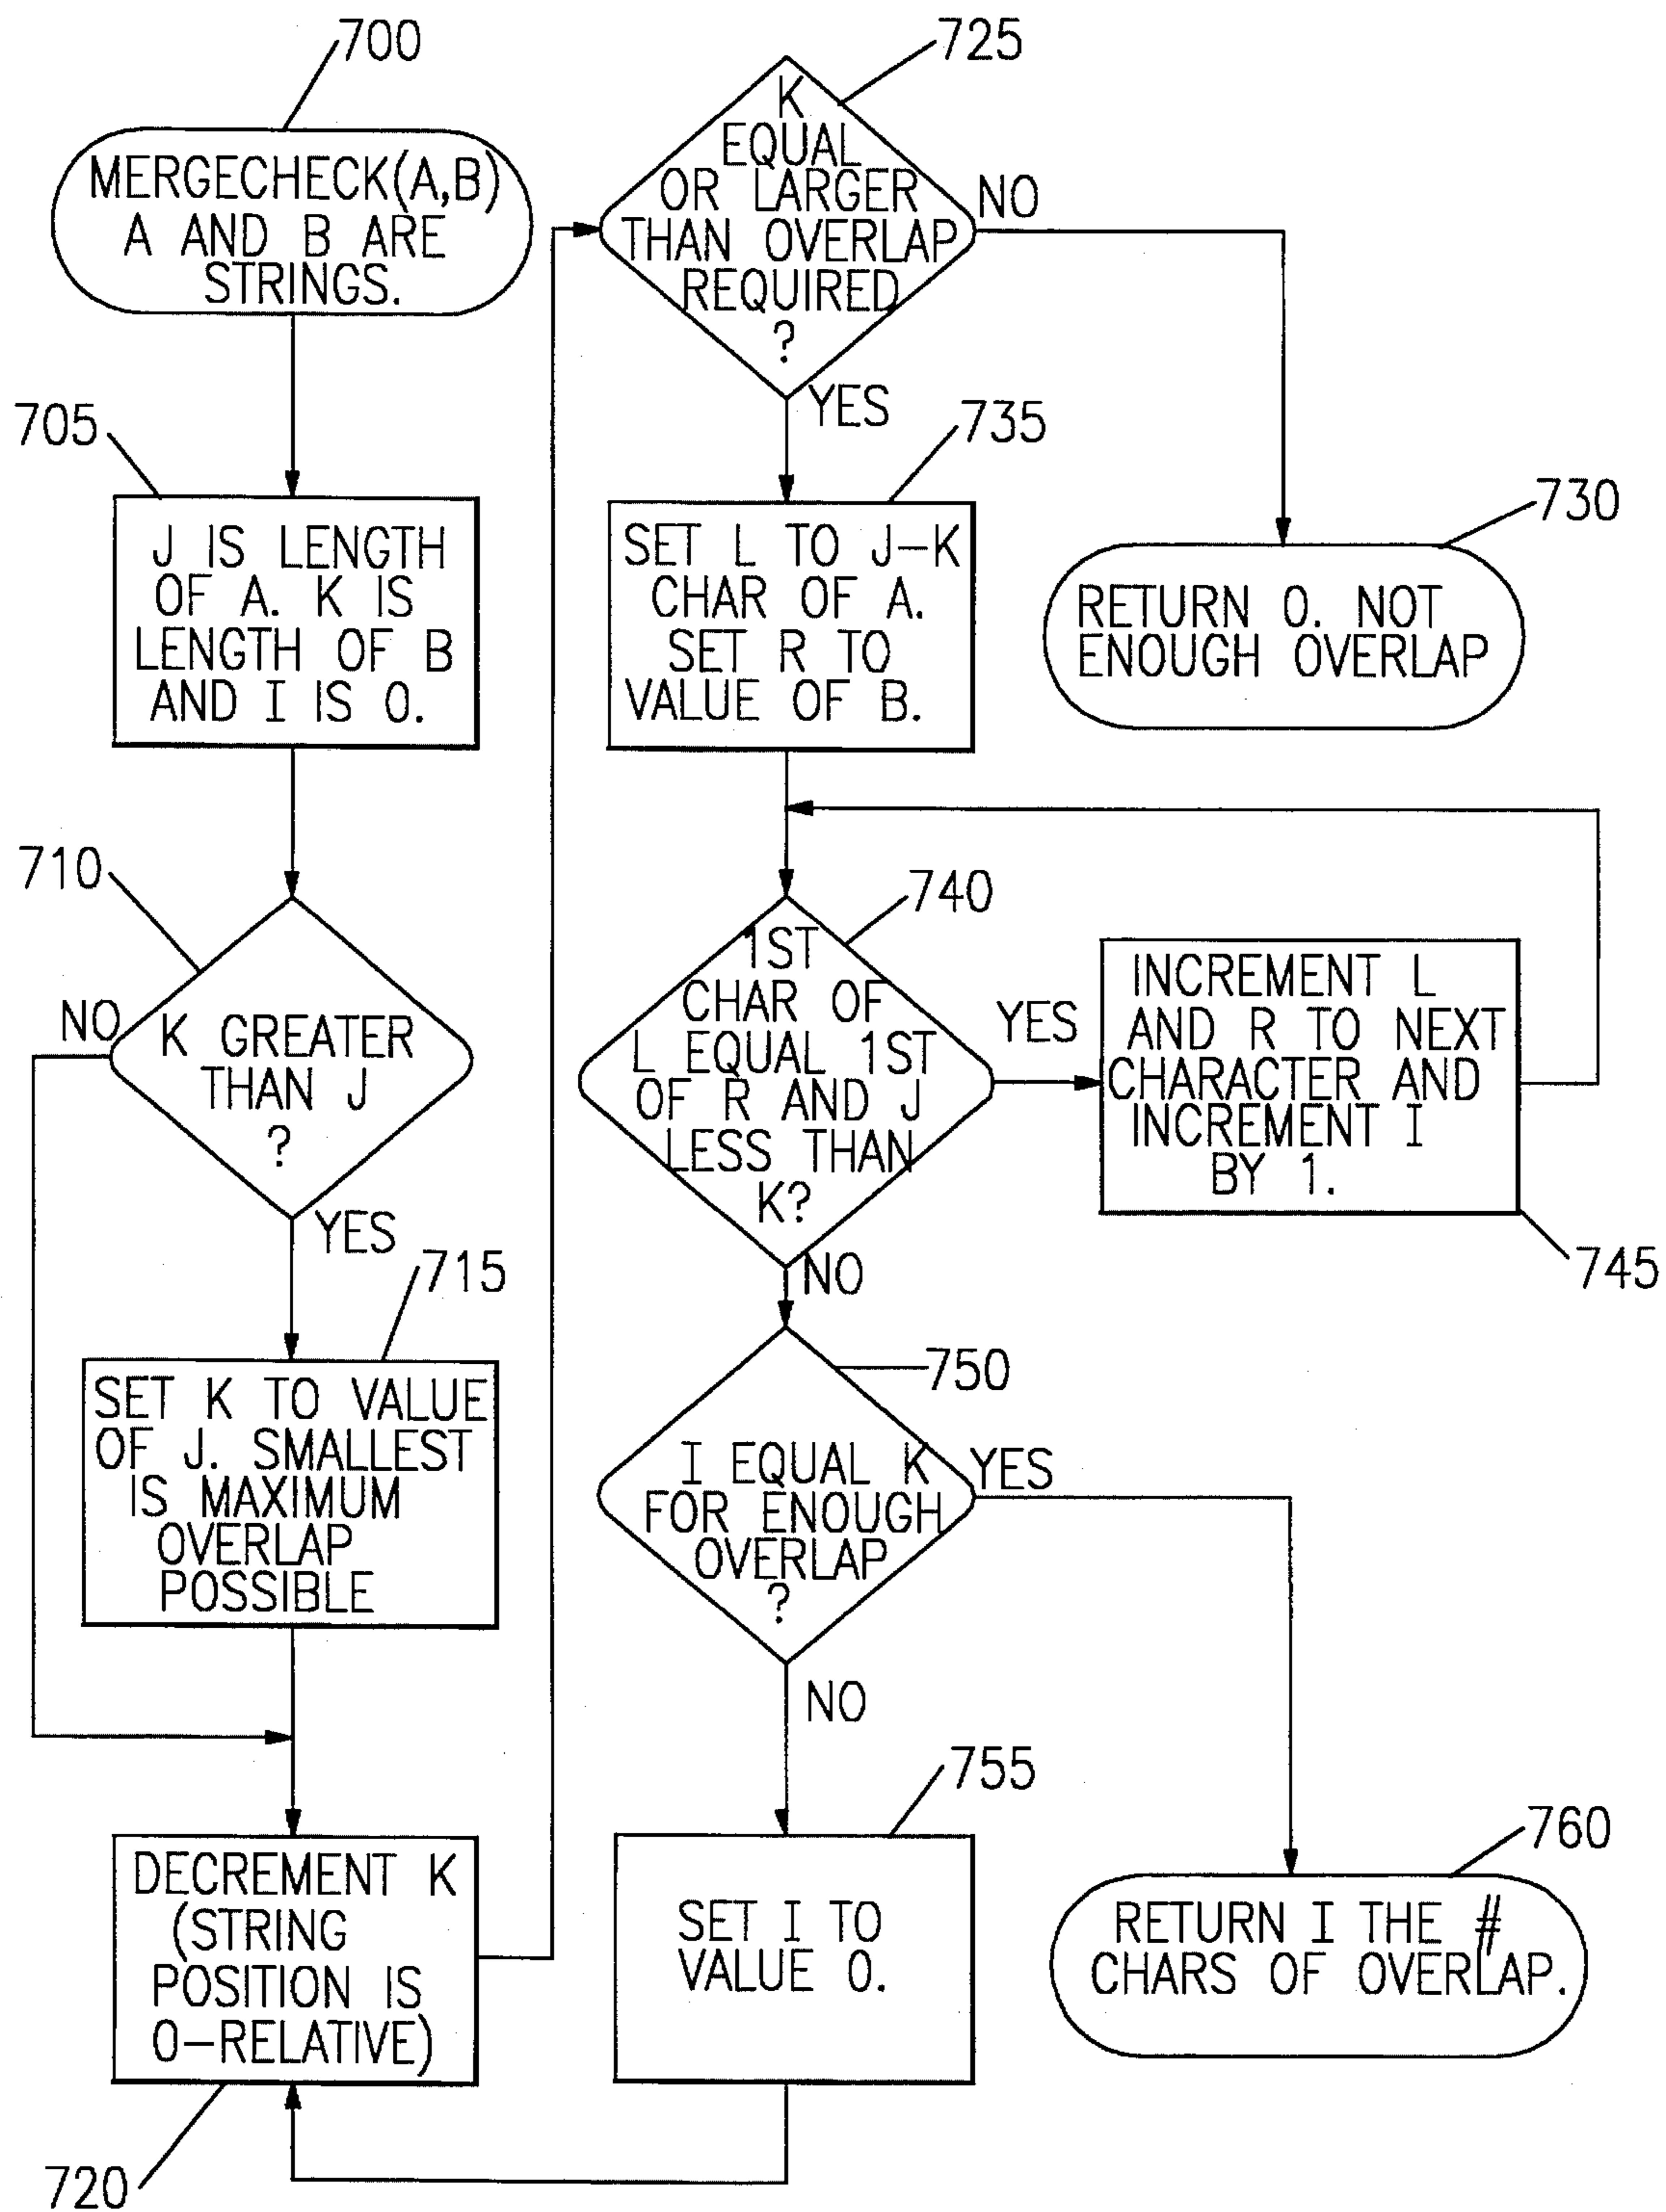 700
MERGECHECK(A,B)
A AND B ARE
STRINGS.
705
J IS LENGTH
OF A. K IS
LENGTH OF B
AND I IS 0.
710
NO
K GREATER
THAN J
?
YES
715
SET K TO VALUE
OF J. SMALLEST
IS MAXIMUM
OVERLAP
POSSIBLE
DECREMENT K
(STRING
POSITION IS
0-RELATIVE)
720
725
K
EQUAL
OR LARGER
THAN OVERLAP
REQUIRED
?
NO
YES
730
RETURN 0. NOT
ENOUGH OVERLAP
735
SET L TO J-K
CHAR OF A.
SET R TO
VALUE OF B.
740
1ST
CHAR OF
L EQUAL 1ST
OF R AND J
LESS THAN
K?
YES
NO
INCREMENT L
AND R TO NEXT
CHARACTER AND
INCREMENT I
BY 1.
745
750
I EQUAL K
FOR ENOUGH
OVERLAP
?
YES
NO
755
SET I TO
VALUE 0.
760
RETURN I THE #
CHARS OF OVERLAP.